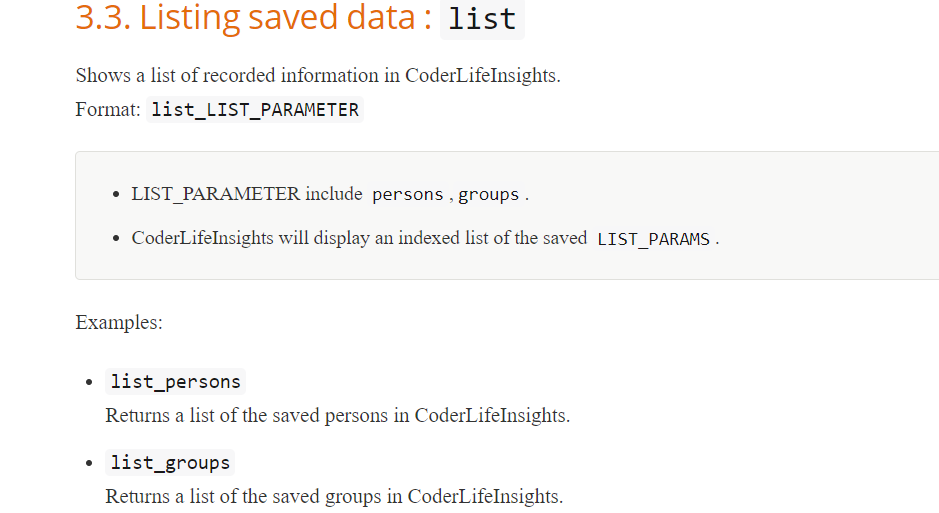 3.3. Listing saved data : list
Shows a list of recorded information in CoderLifeInsights.
Format: list_LIST_PARAMETER
• LIST_PARAMETER include persons , groups .
• CoderLifeInsights will display an indexed list of the saved LIST_PARAMS .
Examples:
• list_persons
Returns a list of the saved persons in CoderLifeInsights.
• list_groups
Returns a list of the saved groups in CoderLifeInsights.